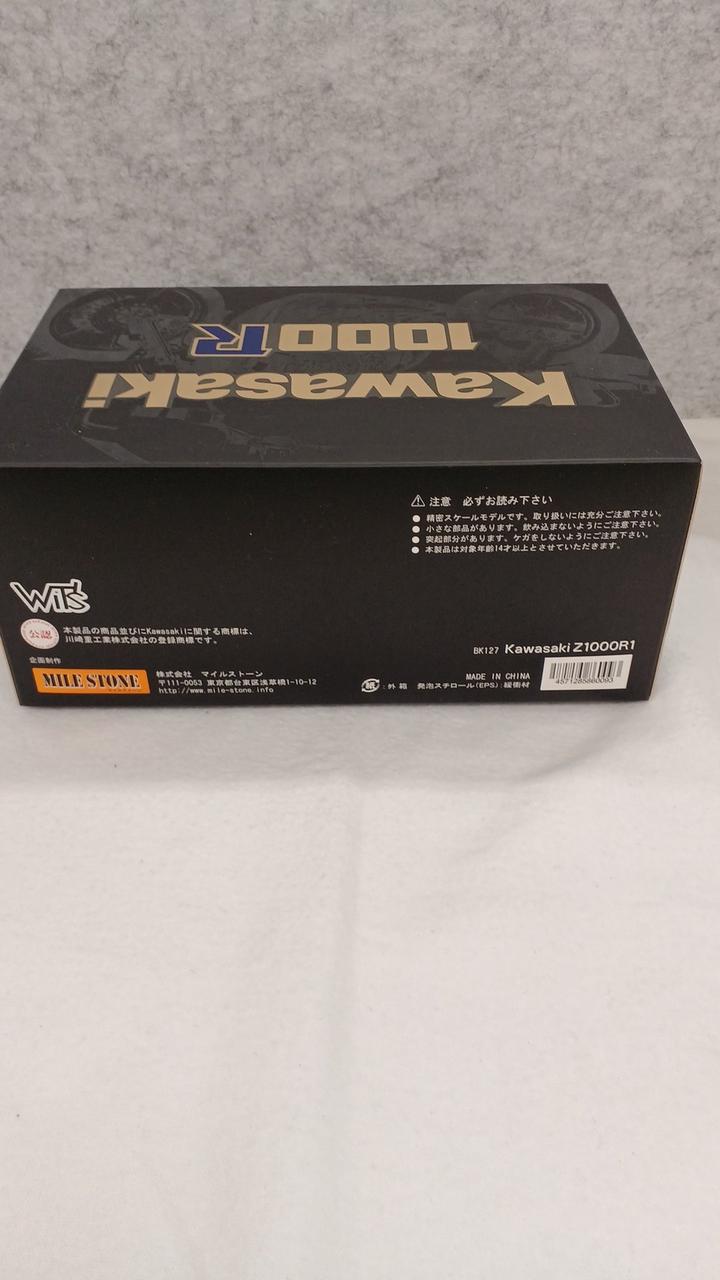 Kawasaki
1000R
⚠ 注意 必ずお読み下さい
● 精密スケールモデルです。取り扱いには充分ご注意下さい。
● 小さな部品があります。飲み込まないようにご注意下さい。
● 突起部分があります。ケガをしないようにご注意下さい。
● 本製品は対象年齢14才以上とさせていただきます。
WiT's
公認
本製品の商品並びにKawasakiに関する商標は、
川崎重工業株式会社の登録商標です。
企画制作
MILE STONE
株式会社 マイルストーン
〒111-0053 東京都台東区浅草橋1-10-12
http://www.mile-stone.info
BK127 Kawasaki Z1000R1
MADE IN CHINA
紙:外箱 発泡スチロール(EPS):緩衝材
4571285860093